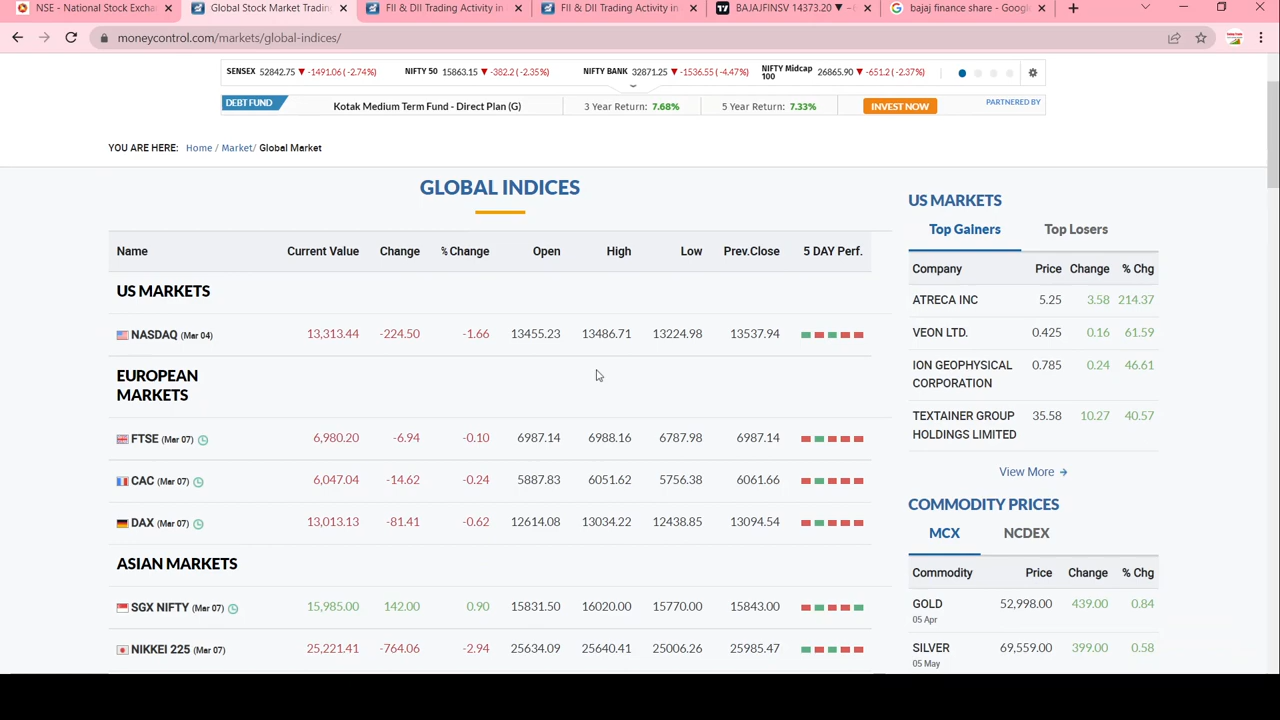 NSE - National Stock Excha
Global Stock Market Tradin
FII & DII Trading Activity in
FII & DII Trading Activity in
BAJAJFINSV 14373.20 ▼ −
bajaj finance share - Google
moneycontrol.com/markets/global-indices/
SENSEX 52842.75 ▼ -1491.06 (-2.74%) NIFTY 50 15863.15 ▼ -382.2 (-2.35%) NIFTY BANK 32871.25 ▼ -1536.55 (-4.47%) NIFTY Midcap 100 26865.90 ▼ -651.2 (-2.37%)
DEBT FUND Kotak Medium Term Fund - Direct Plan (G) 3 Year Return: 7.68% 5 Year Return: 7.33% INVEST NOW PARTNERED BY
YOU ARE HERE: Home / Market/ Global Market
GLOBAL INDICES
Name Current Value Change % Change Open High Low Prev.Close 5 DAY Perf.
US MARKETS
NASDAQ (Mar 04) 13,313.44 -224.50 -1.66 13455.23 13486.71 13224.98 13537.94
EUROPEAN
MARKETS
FTSE (Mar 07) 6,980.20 -6.94 -0.10 6987.14 6988.16 6787.98 6987.14
CAC (Mar 07) 6,047.04 -14.62 -0.24 5887.83 6051.62 5756.38 6061.66
DAX (Mar 07) 13,013.13 -81.41 -0.62 12614.08 13034.22 12438.85 13094.54
ASIAN MARKETS
SGX NIFTY (Mar 07) 15,985.00 142.00 0.90 15831.50 16020.00 15770.00 15843.00
NIKKEI 225 (Mar 07) 25,221.41 -764.06 -2.94 25634.09 25640.41 25006.26 25985.47
US MARKETS
Top Gainers Top Losers
Company Price Change % Chg
ATRECA INC 5.25 3.58 214.37
VEON LTD. 0.425 0.16 61.59
ION GEOPHYSICAL 0.785 0.24 46.61
CORPORATION
TEXTAINER GROUP 35.58 10.27 40.57
HOLDINGS LIMITED
View More →
COMMODITY PRICES
MCX NCDEX
Commodity Price Change % Chg
GOLD 52,998.00 439.00 0.84
05 Apr
SILVER 69,559.00 399.00 0.58
05 May